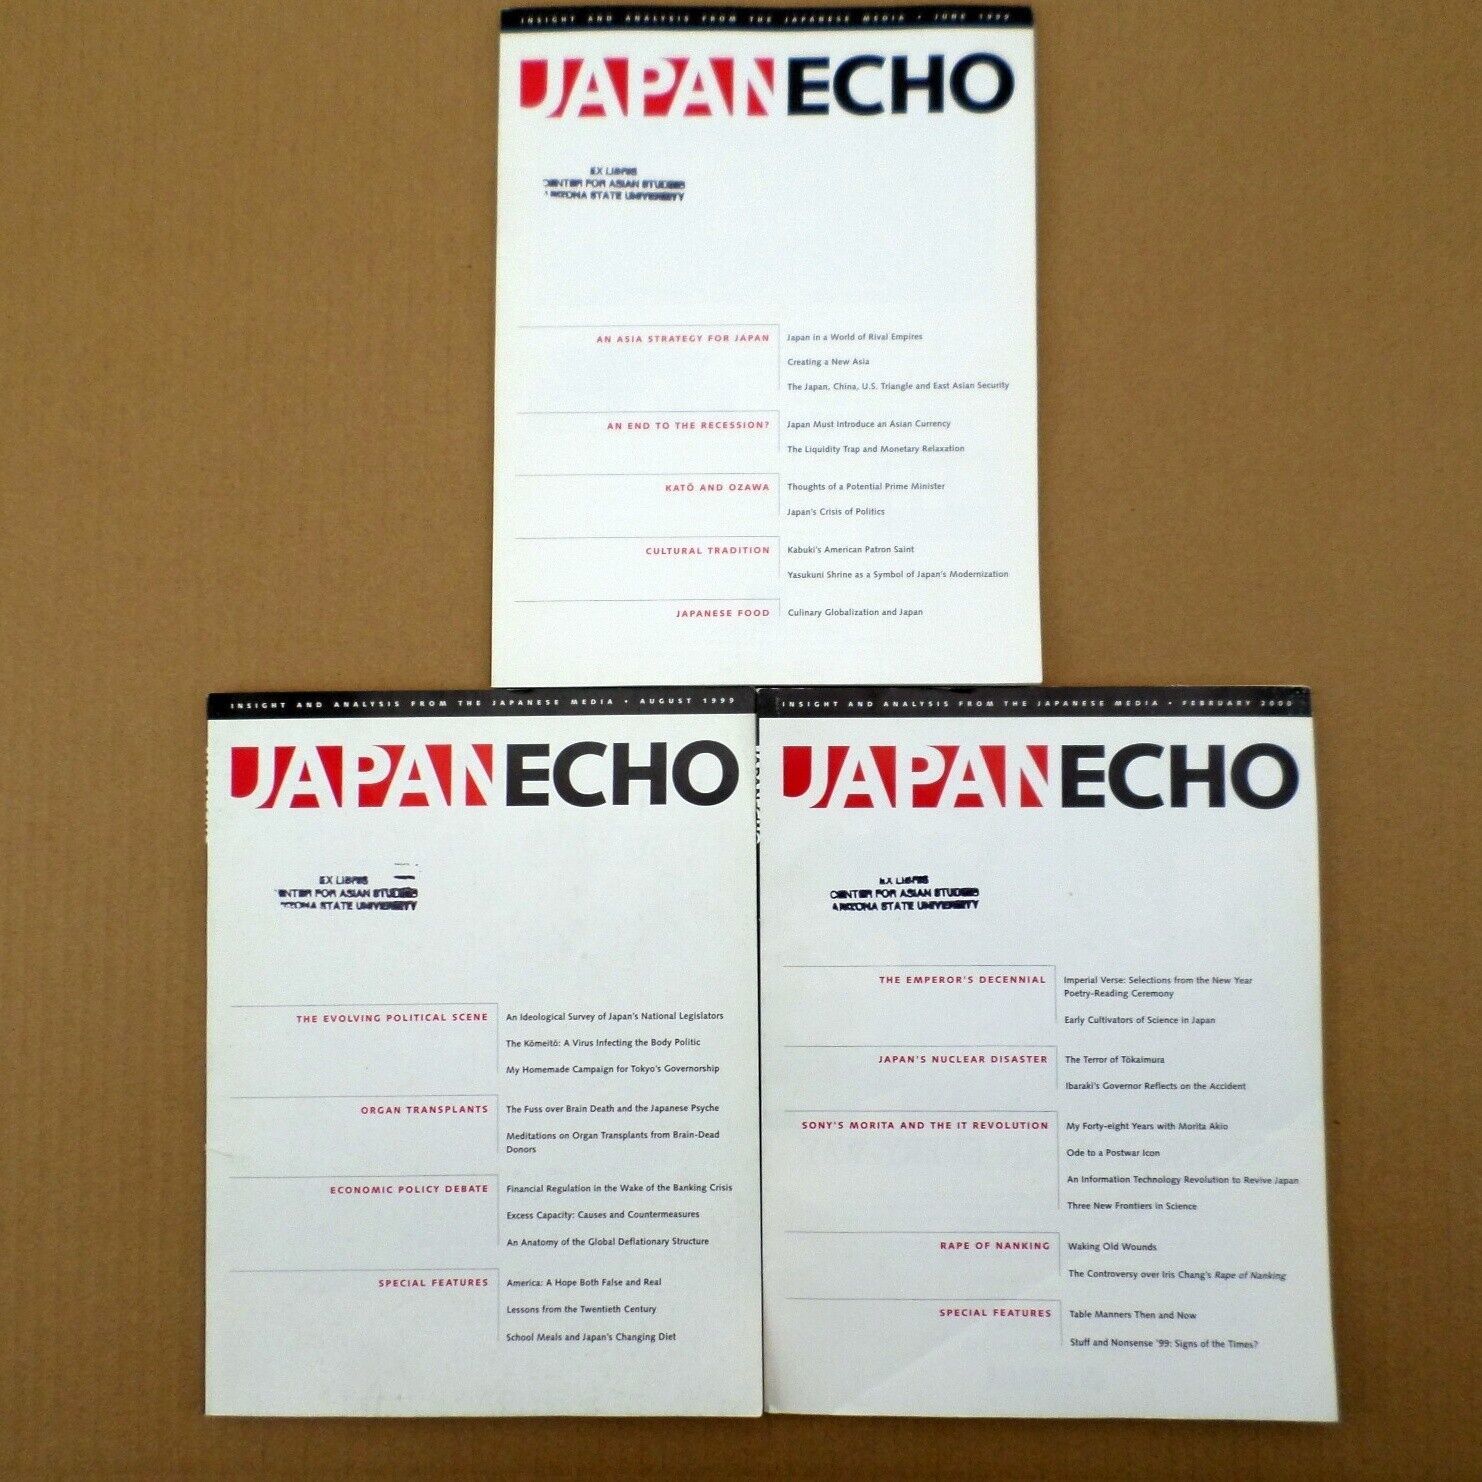 INSIGHT AND ANALYSIS FROM THE JAPANESE MEDIA • JUNE 1999
JAPANECHO
EX LIBRIS
CENTER FOR ASIAN STUDIES
ARIZONA STATE UNIVERSITY
AN ASIA STRATEGY FOR JAPAN
Japan in a World of Rival Empires
Creating a New Asia
The Japan, China, U.S. Triangle and East Asian Security
AN END TO THE RECESSION?
Japan Must Introduce an Asian Currency
The Liquidity Trap and Monetary Relaxation
KATŌ AND OZAWA
Thoughts of a Potential Prime Minister
Japan's Crisis of Politics
CULTURAL TRADITION
Kabuki's American Patron Saint
Yasukuni Shrine as a Symbol of Japan's Modernization
JAPANESE FOOD
Culinary Globalization and Japan
INSIGHT AND ANALYSIS FROM THE JAPANESE MEDIA • AUGUST 1999
JAPANECHO
EX LIBRIS
CENTER FOR ASIAN STUDIES
ARIZONA STATE UNIVERSITY
THE EVOLVING POLITICAL SCENE
An Ideological Survey of Japan's National Legislators
The Kōmeitō: A Virus Infecting the Body Politic
My Homemade Campaign for Tokyo's Governorship
ORGAN TRANSPLANTS
The Fuss over Brain Death and the Japanese Psyche
Meditations on Organ Transplants from Brain-Dead
Donors
ECONOMIC POLICY DEBATE
Financial Regulation in the Wake of the Banking Crisis
Excess Capacity: Causes and Countermeasures
An Anatomy of the Global Deflationary Structure
SPECIAL FEATURES
America: A Hope Both False and Real
Lessons from the Twentieth Century
School Meals and Japan's Changing Diet
INSIGHT AND ANALYSIS FROM THE JAPANESE MEDIA • FEBRUARY 2000
JAPANECHO
EX LIBRIS
CENTER FOR ASIAN STUDIES
ARIZONA STATE UNIVERSITY
THE EMPEROR'S DECENNIAL
Imperial Verse: Selections from the New Year
Poetry-Reading Ceremony
Early Cultivators of Science in Japan
JAPAN'S NUCLEAR DISASTER
The Terror of Tōkaimura
Ibaraki's Governor Reflects on the Accident
SONY'S MORITA AND THE IT REVOLUTION
My Forty-eight Years with Morita Akio
Ode to a Postwar Icon
An Information Technology Revolution to Revive Japan
Three New Frontiers in Science
RAPE OF NANKING
Waking Old Wounds
The Controversy over Iris Chang's Rape of Nanking
SPECIAL FEATURES
Table Manners Then and Now
Stuff and Nonsense '99: Signs of the Times?